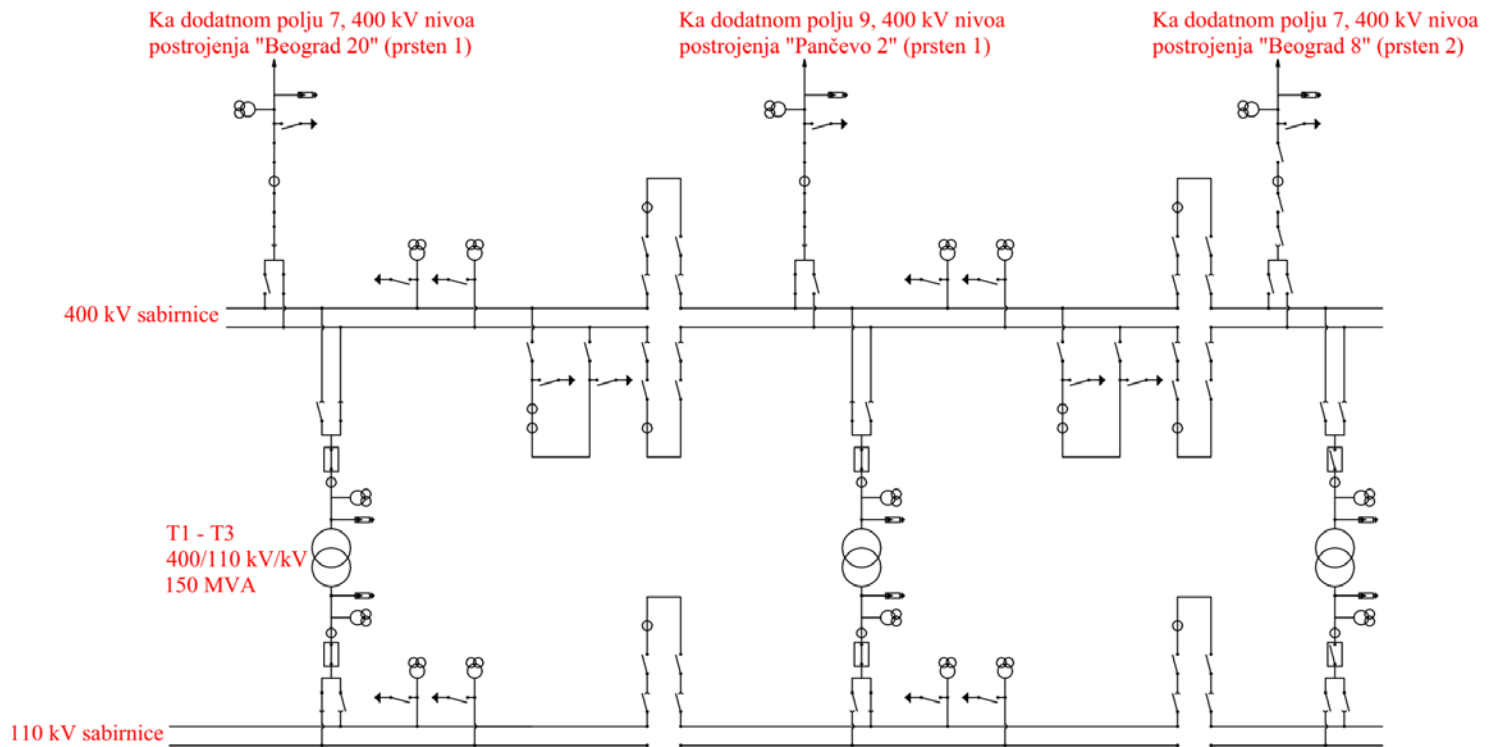 Ka dodatnom polju 7, 400 kV nivoa
postrojenja "Beograd 20" (prsten 1)
Ka dodatnom polju 9, 400 kV nivoa
postrojenja "Pančevo 2" (prsten 1)
Ka dodatnom polju 7, 400 kV nivoa
postrojenja "Beograd 8" (prsten 2)
400 kV sabirnice
T1 - T3
400/110 kV/kV
150 MVA
110 kV sabirnice